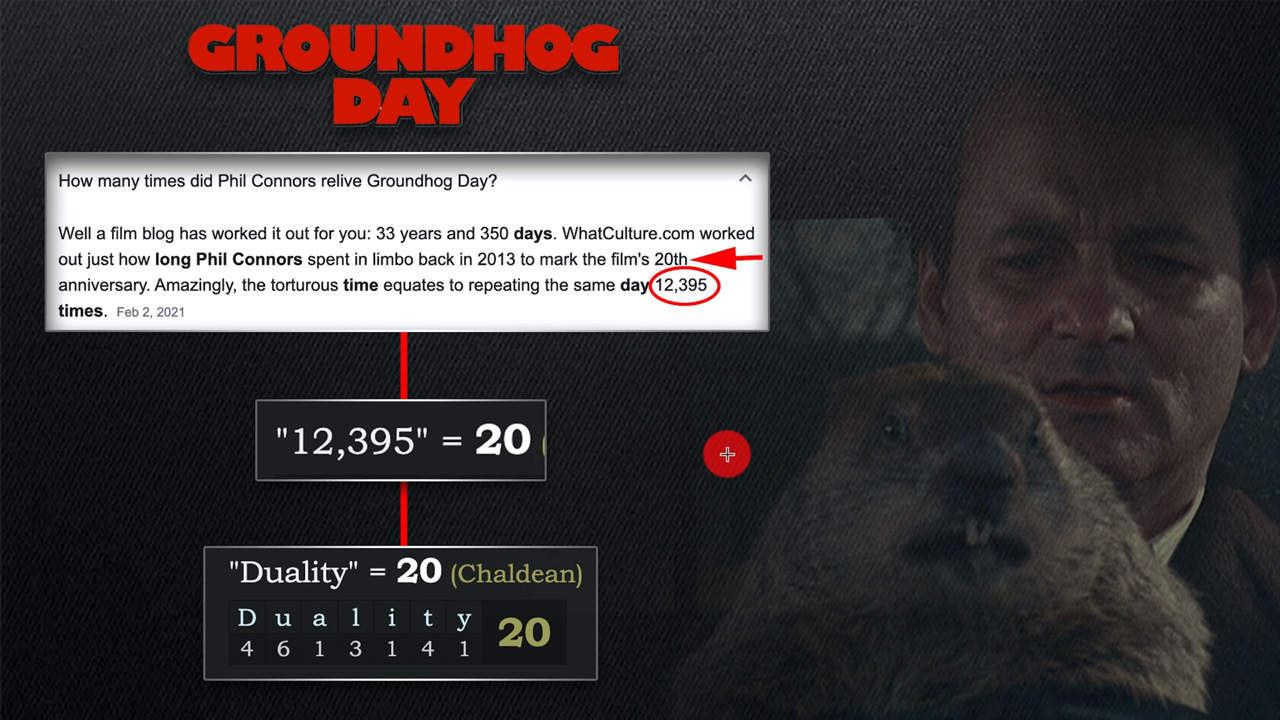 GROUNDHOG
DAY
How many times did Phil Connors relive Groundhog Day?
Well a film blog has worked it out for you: 33 years and 350 days. WhatCulture.com worked
out just how long Phil Connors spent in limbo back in 2013 to mark the film's 20th
anniversary. Amazingly, the torturous time equates to repeating the same day 12,395
times. Feb 2, 2021
"12,395" = 20
"Duality" = 20 (Chaldean)
D u a l i t y
4 6 1 3 1 4 1
20